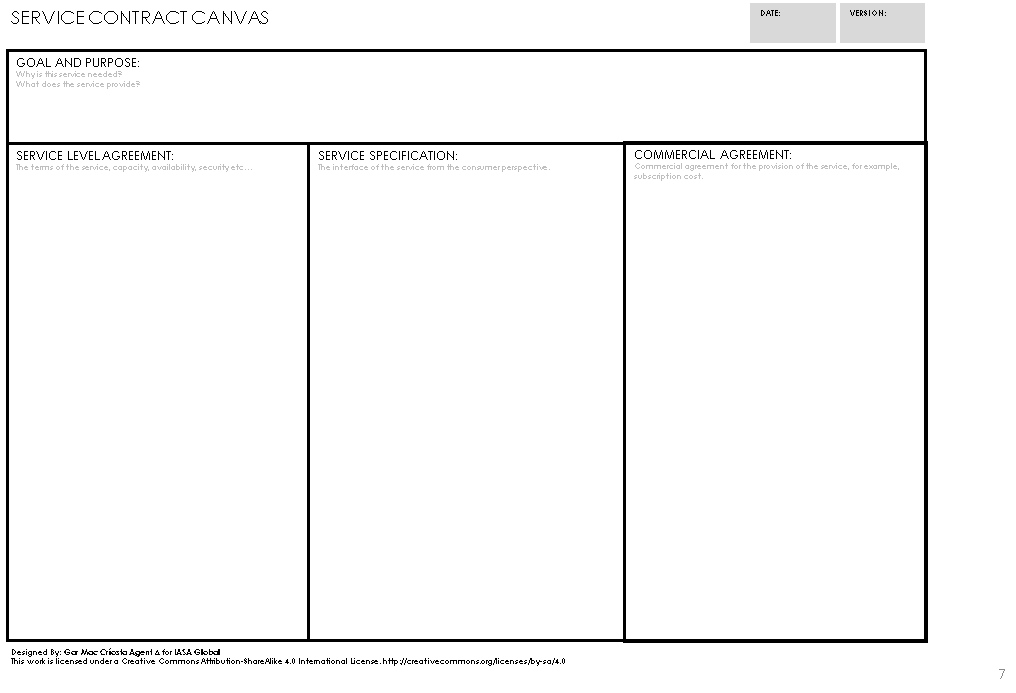 SERVICE CONTRACT CANVAS
DATE:
VERSION:
GOAL AND PURPOSE:
Why is this service needed?
What does the service provide?
SERVICE LEVEL AGREEMENT:
The terms of the service, capacity, availability, security etc...
SERVICE SPECIFICATION:
The interface of the service from the consumer perspective.
COMMERCIAL AGREEMENT:
Commercial agreement for the provision of the service, for example,
subscription cost.
Designed By: Gar Mac Críosta Agent Δ for IASA Global
This work is licensed under a Creative Commons Attribution-ShareAlike 4.0 International License. http://creativecommons.org/licenses/by-sa/4.0
7